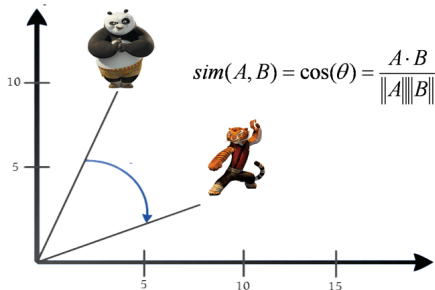 10
sim(A, B) = cos(θ) = A · B / ‖A‖‖B‖
5
5 10 15